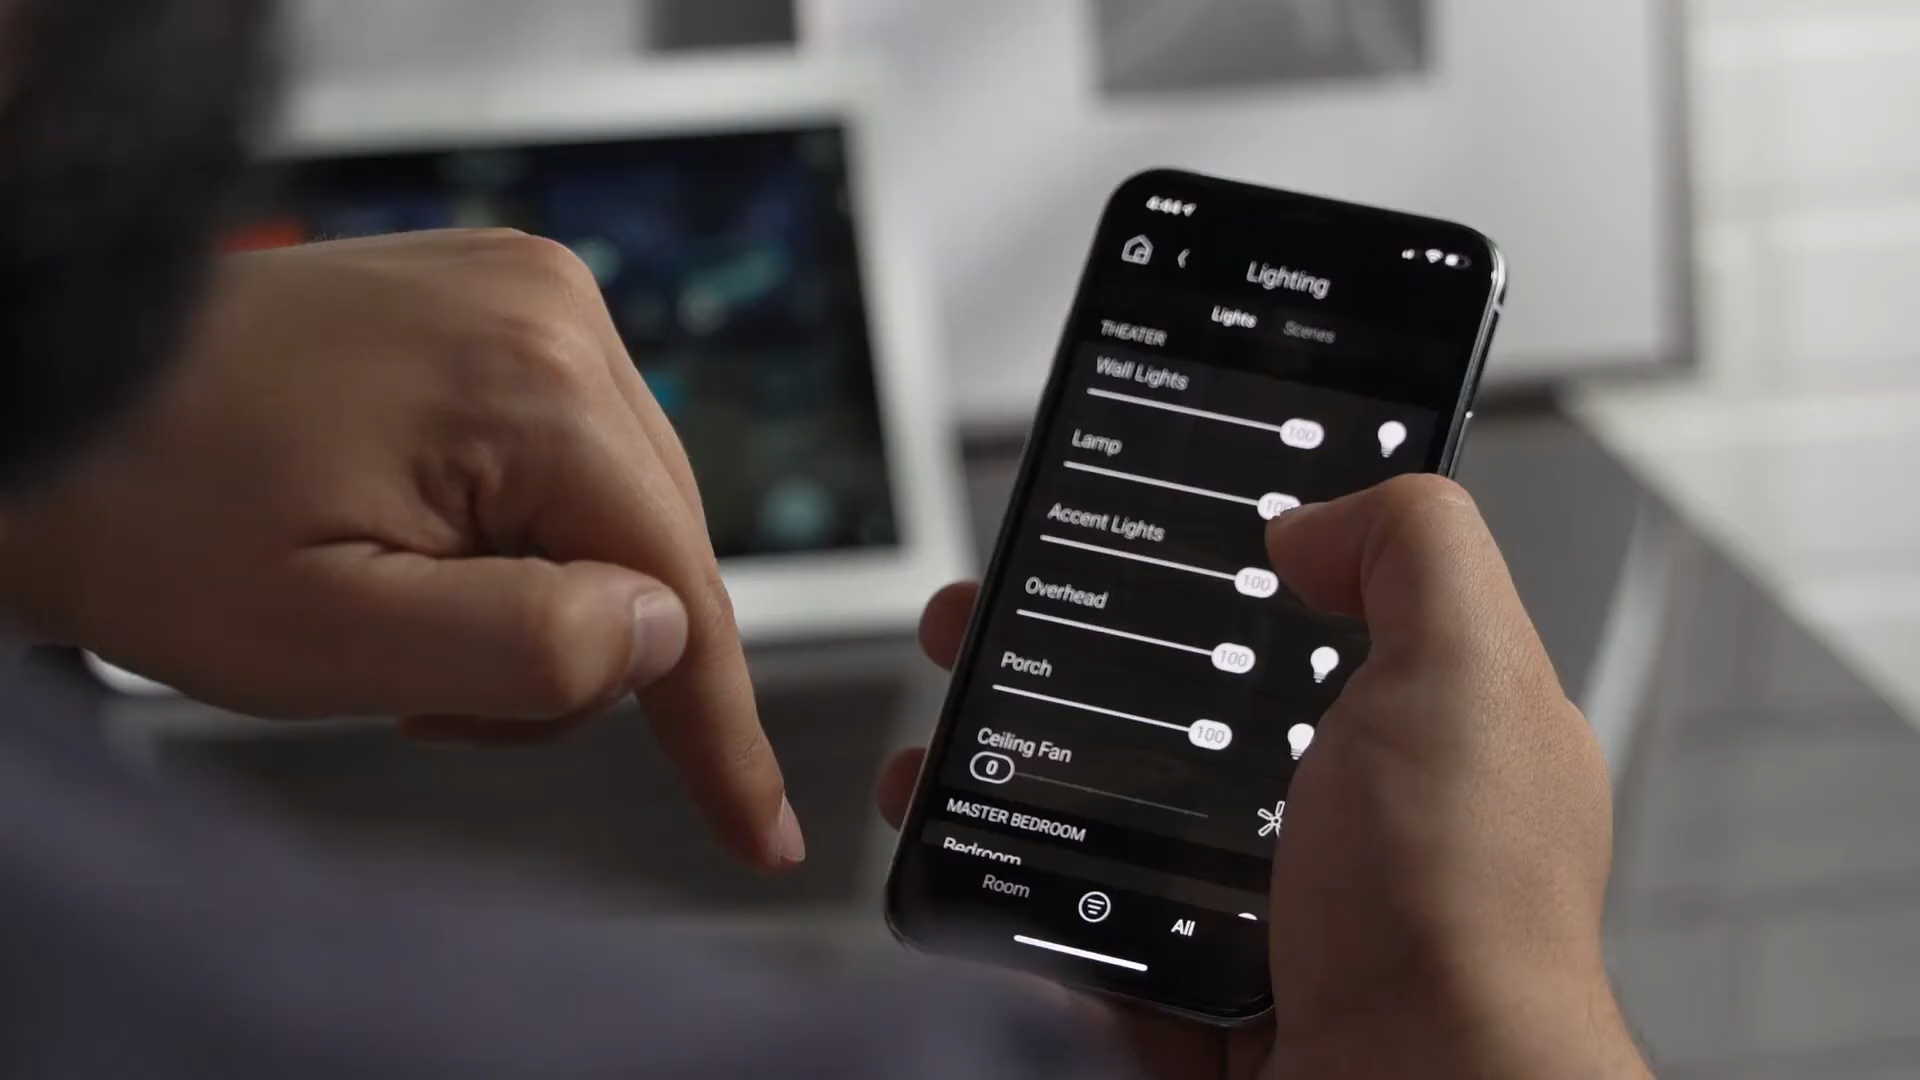 Lighting
Lights Scenes
THEATER
Wall Lights
100
Lamp
100
Accent Lights
100
Overhead
100
Porch
100
Ceiling Fan
0
MASTER BEDROOM
Bedroom
Room All